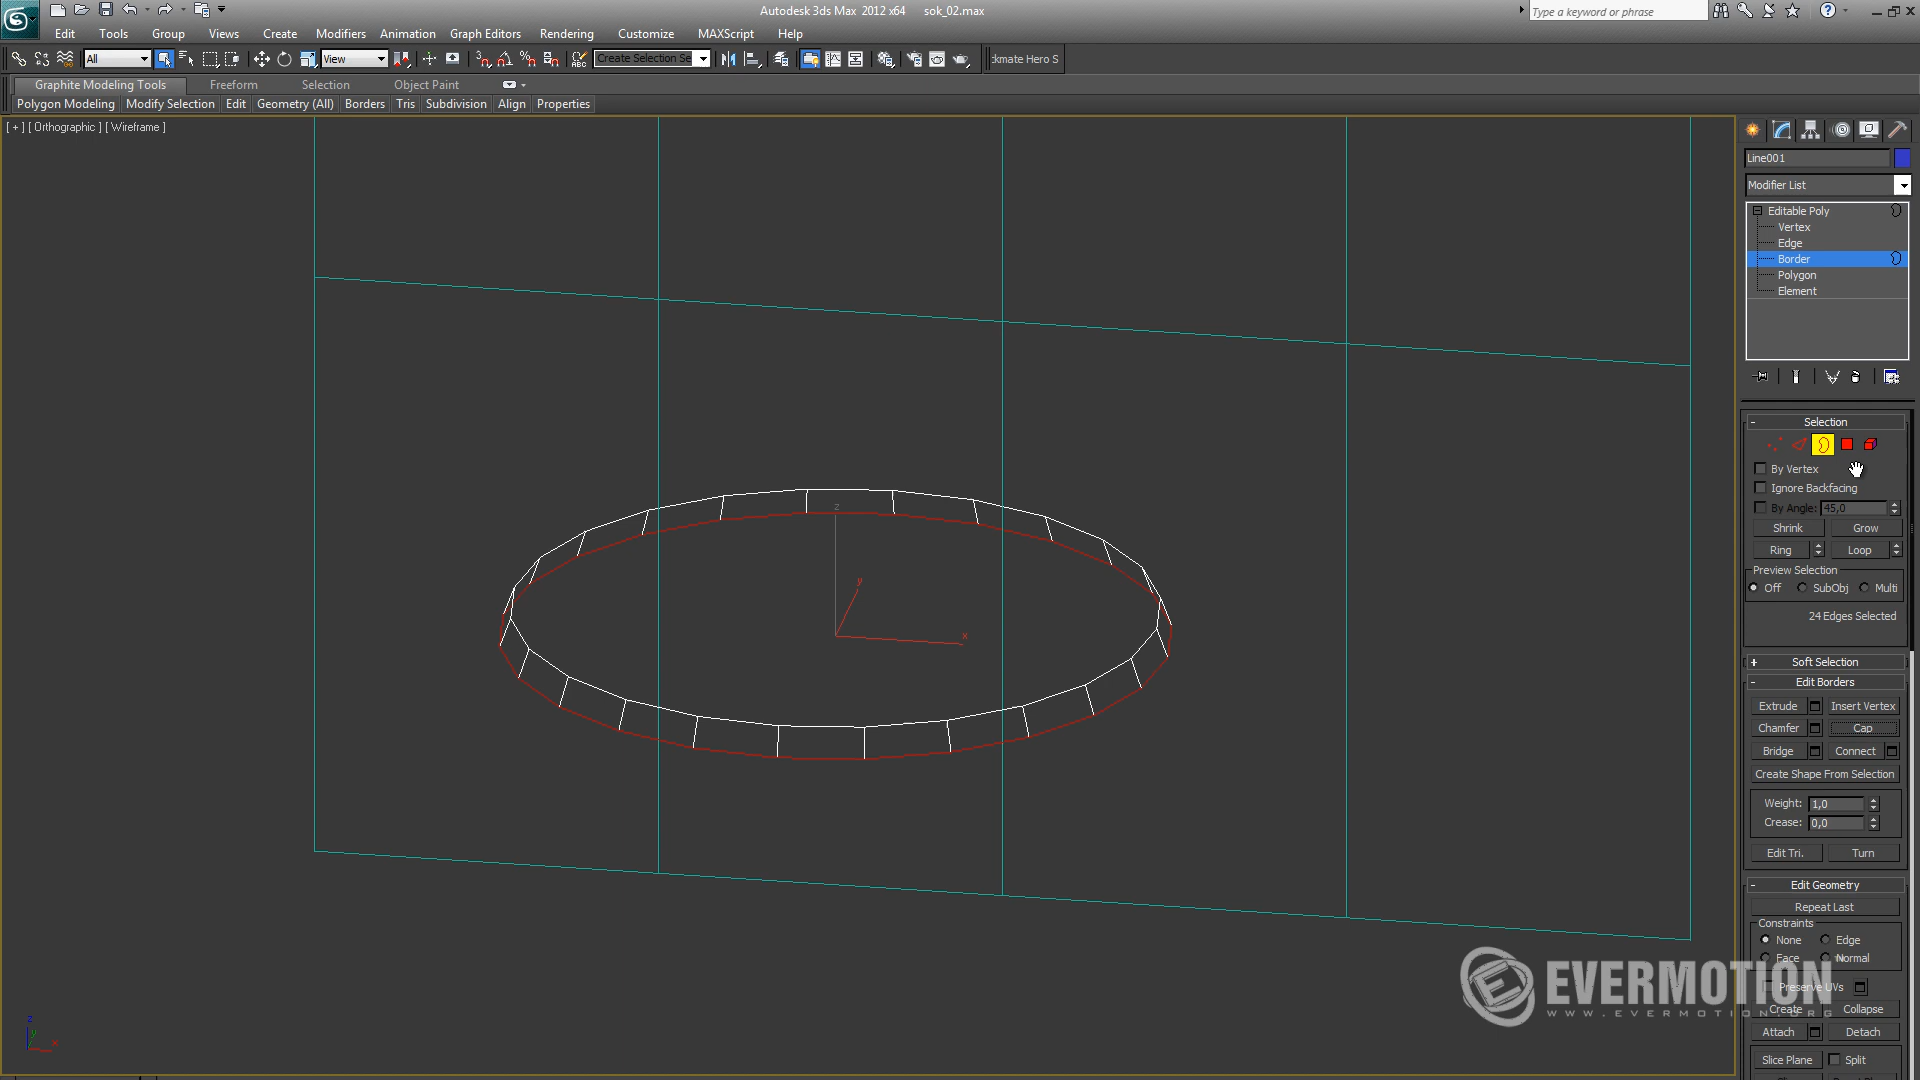 Autodesk 3ds Max 2012 x64 sok_02.max
Type a keyword or phrase
Edit Tools Group Views Create Modifiers Animation Graph Editors Rendering Customize MAXScript Help
All View ABC Create Selection Se kmate Hero S
Graphite Modeling Tools Freeform Selection Object Paint
Polygon Modeling Modify Selection Edit Geometry (All) Borders Tris Subdivision Align Properties
[ + ] [ Orthographic ] [ Wireframe ]
Line001
Modifier List
Editable Poly
Vertex
Edge
Border
Polygon
Element
- Selection
By Vertex
Ignore Backfacing
By Angle: 45,0
Shrink Grow
Ring Loop
Preview Selection
Off SubObj Multi
24 Edges Selected
+ Soft Selection
- Edit Borders
Extrude Insert Vertex
Chamfer Cap
Bridge Connect
Create Shape From Selection
Weight: 1,0
Crease: 0,0
Edit Tri. Turn
- Edit Geometry
Repeat Last
Constraints
None Edge
Face Normal
Preserve UVs
Create Collapse
Attach Detach
Slice Plane Split
z
y
x
z
y
x
EVERMOTION
WWW.EVERMOTION.ORG